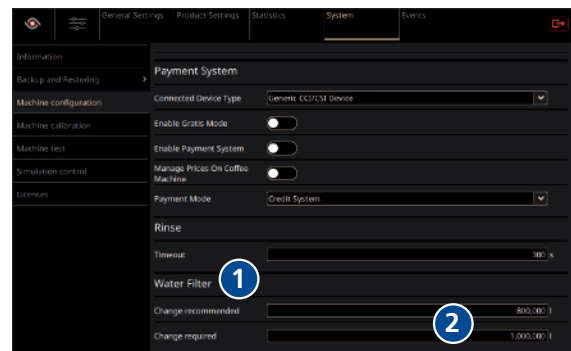 General Settings Product Settings Statistics System Events
Information
Backup and Restoring
Machine configuration
Machine calibration
Machine test
Simulation control
Licenses
Payment System
Connected Device Type Generic CCI/CSI Device
Enable Gratis Mode
Enable Payment System
Manage Prices On Coffee
Machine
Payment Mode Credit System
Rinse
Timeout 300 s
Water Filter 1
Change recommended 800,000 l
2
Change required 1,000,000 l